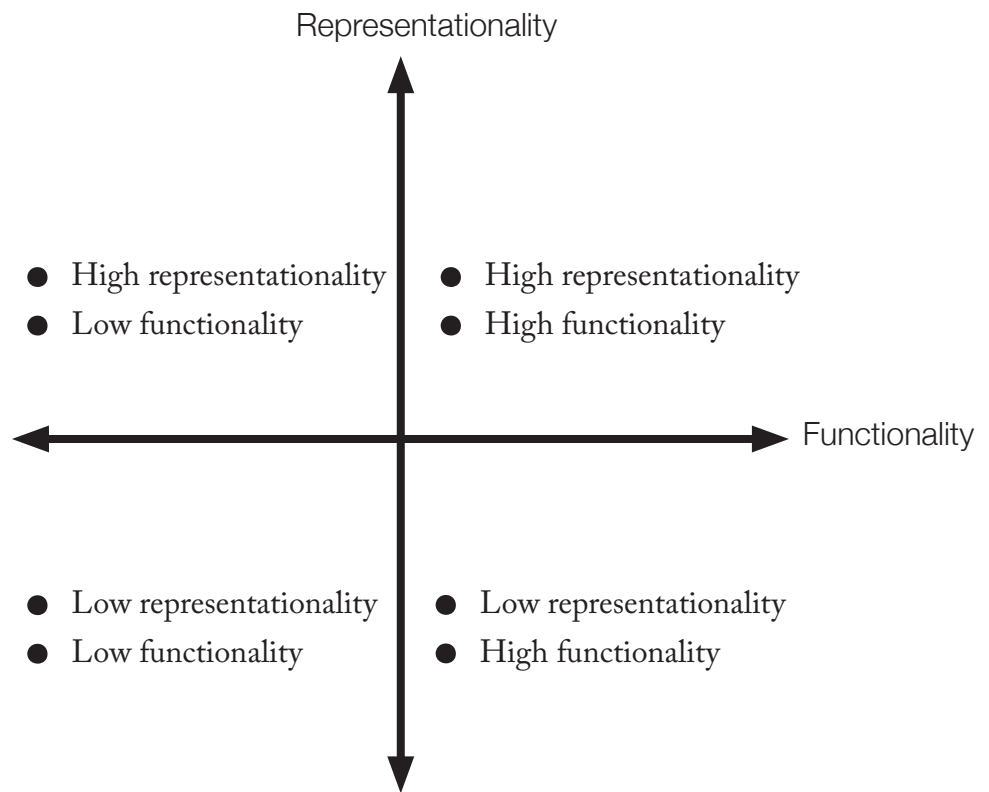 Representationality
● High representationality
● Low functionality
● High representationality
● High functionality
Functionality
● Low representationality
● Low functionality
● Low representationality
● High functionality